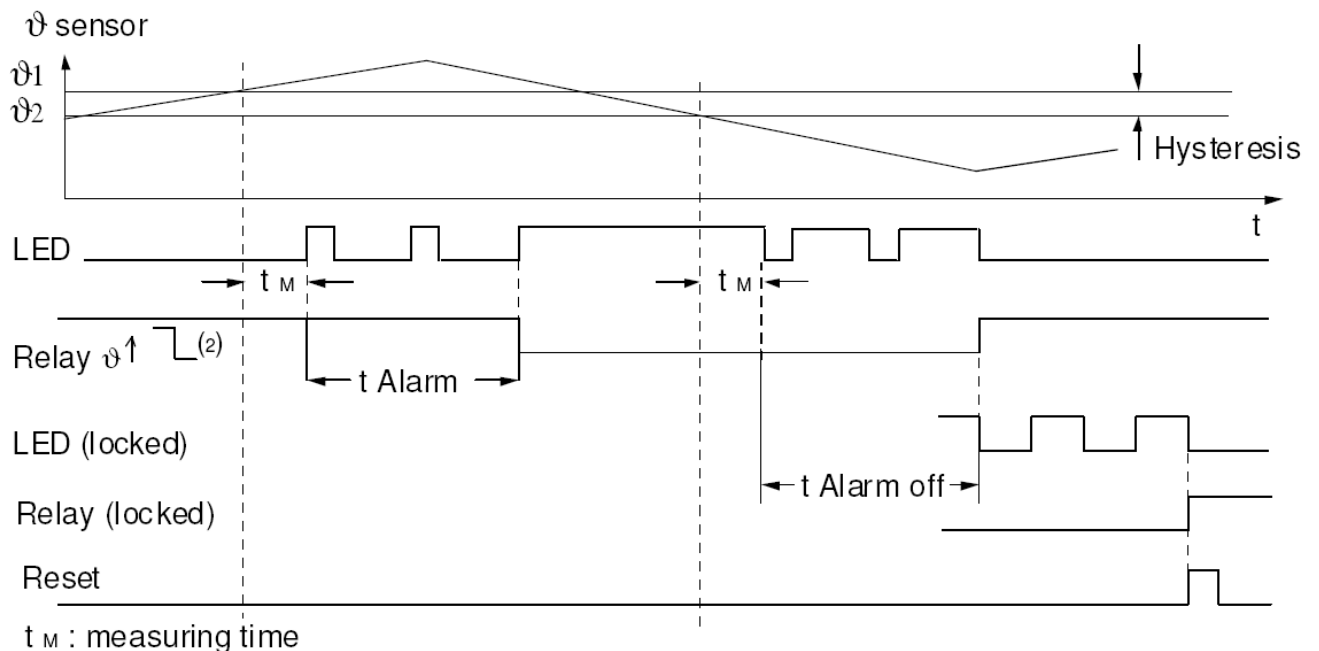 ϑ sensor
ϑ1
ϑ2
Hysteresis
t
LED
t M
t M
Relay ϑ
(2)
t Alarm
LED (locked)
t Alarm off
Relay (locked)
Reset
t M : measuring time